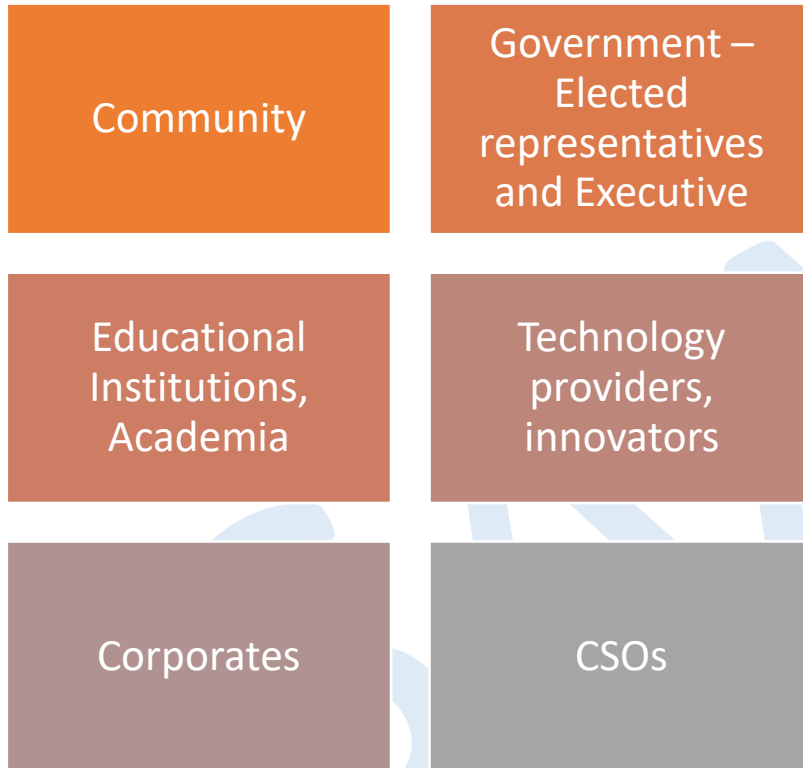 Community
Government –
Elected
representatives
and Executive
Educational
Institutions,
Academia
Technology
providers,
innovators
Corporates
CSOs